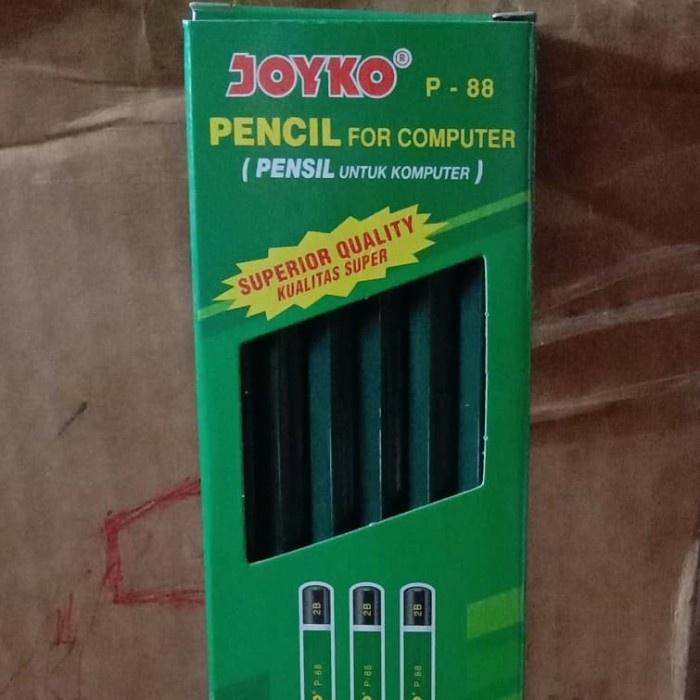 JOYKO® P - 88
PENCIL FOR COMPUTER
( PENSIL UNTUK KOMPUTER )
SUPERIOR QUALITY
KUALITAS SUPER
2B 2B 2B
P-88 P-88 P-88